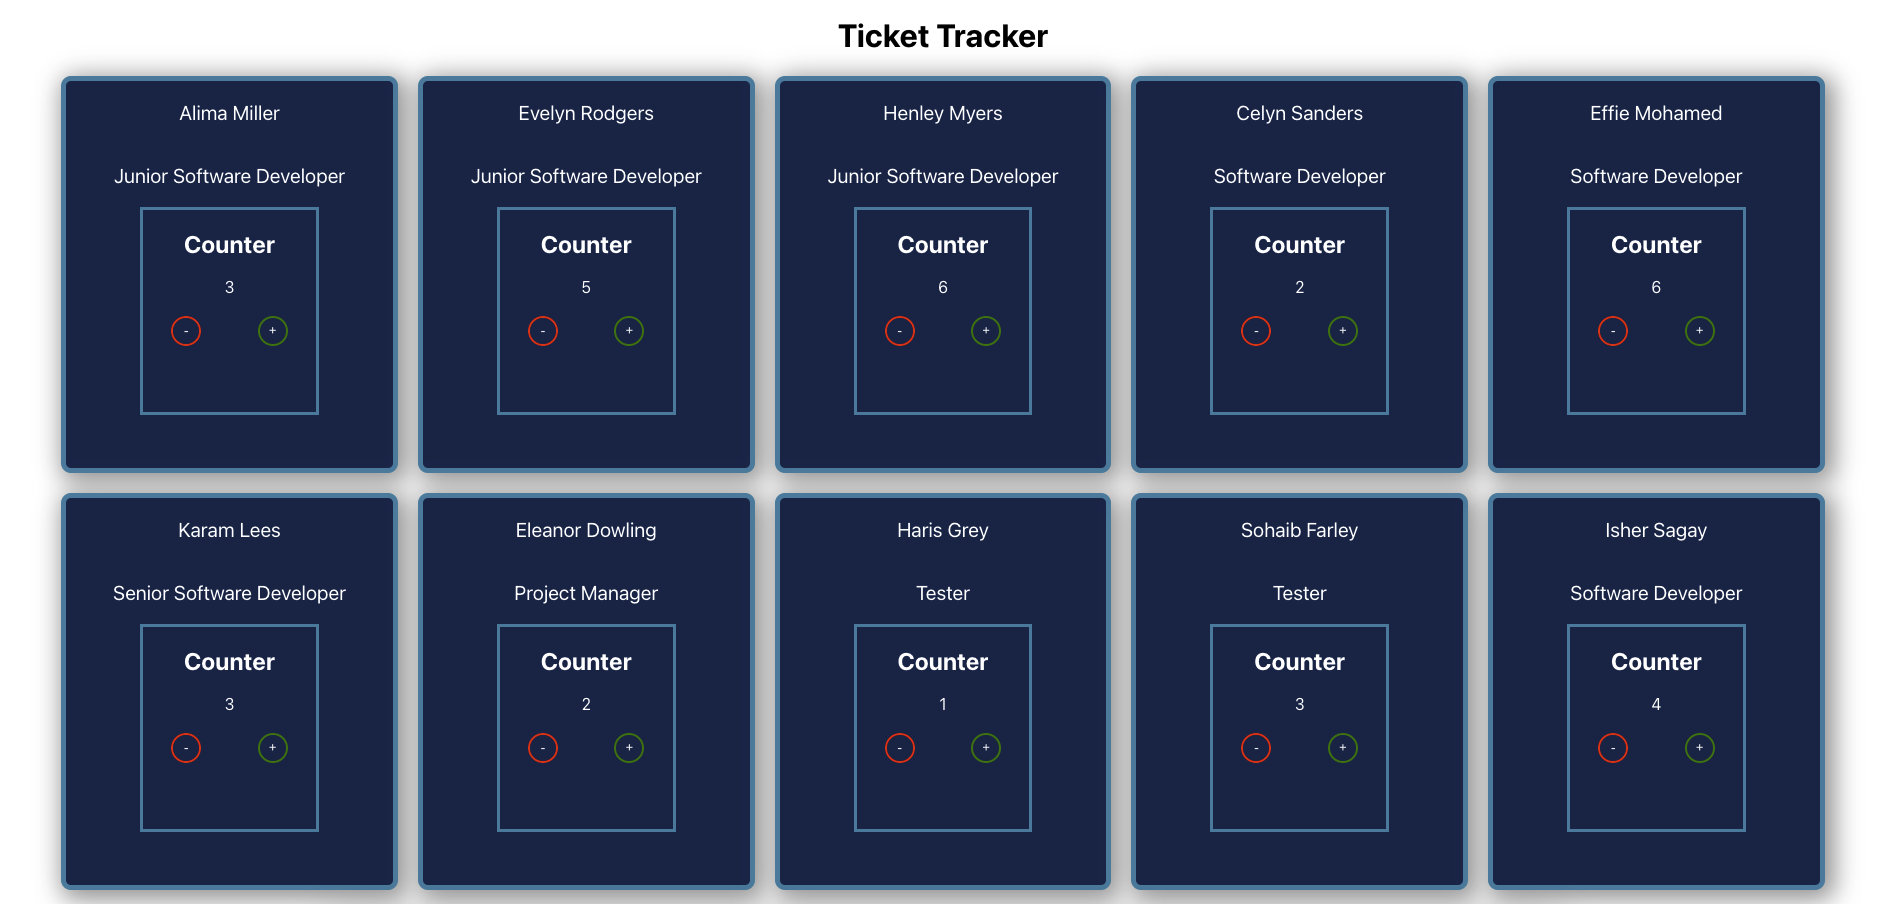 Ticket Tracker
Alima Miller
Junior Software Developer
Counter
3
- +
Evelyn Rodgers
Junior Software Developer
Counter
5
- +
Henley Myers
Junior Software Developer
Counter
6
- +
Celyn Sanders
Software Developer
Counter
2
- +
Effie Mohamed
Software Developer
Counter
6
- +
Karam Lees
Senior Software Developer
Counter
3
- +
Eleanor Dowling
Project Manager
Counter
2
- +
Haris Grey
Tester
Counter
1
- +
Sohaib Farley
Tester
Counter
3
- +
Isher Sagay
Software Developer
Counter
4
- +